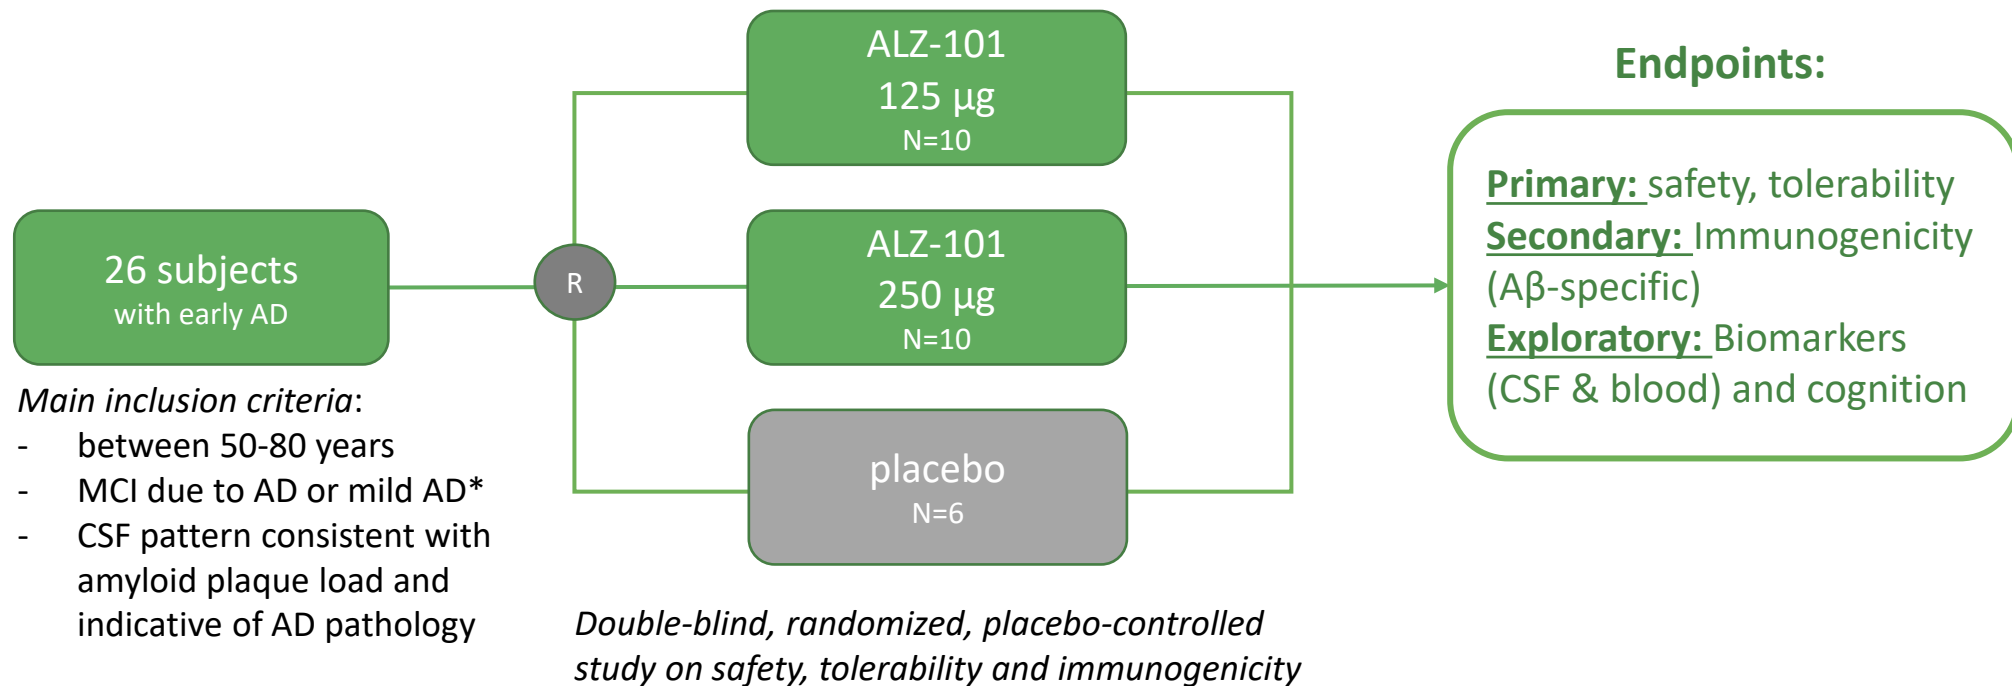 26 subjects
with early AD
Main inclusion criteria:
- between 50-80 years
- MCI due to AD or mild AD*
- CSF pattern consistent with
amyloid plaque load and
indicative of AD pathology
R
ALZ-101
125 µg
N=10
ALZ-101
250 µg
N=10
placebo
N=6
Double-blind, randomized, placebo-controlled
study on safety, tolerability and immunogenicity
Endpoints:
Primary: safety, tolerability
Secondary: Immunogenicity
(Aβ-specific)
Exploratory: Biomarkers
(CSF & blood) and cognition